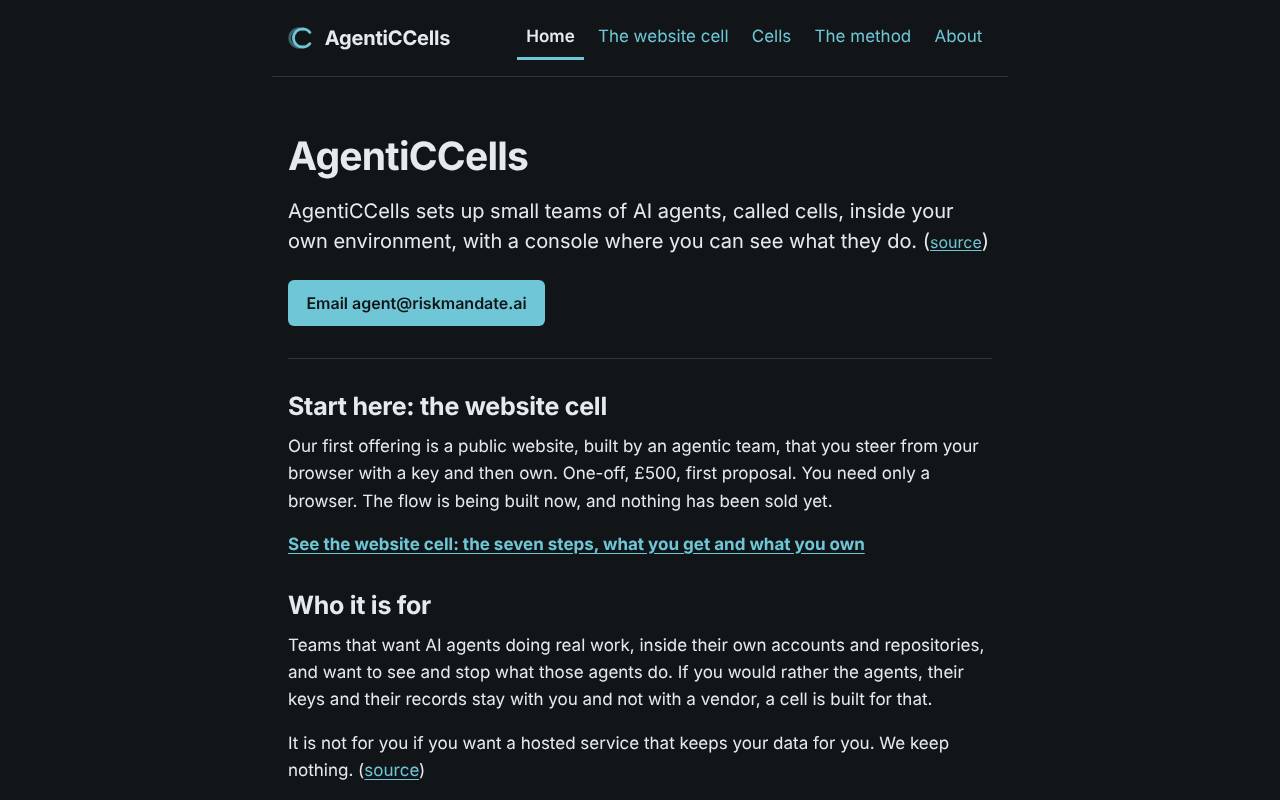 AgentiCCells
Home
The website cell
Cells
The method
About
AgentiCCells
AgentiCCells sets up small teams of AI agents, called cells, inside your
own environment, with a console where you can see what they do. (source)
Email agent@riskmandate.ai
Start here: the website cell
Our first offering is a public website, built by an agentic team, that you steer from your
browser with a key and then own. One-off, £500, first proposal. You need only a
browser. The flow is being built now, and nothing has been sold yet.
See the website cell: the seven steps, what you get and what you own
Who it is for
Teams that want AI agents doing real work, inside their own accounts and repositories,
and want to see and stop what those agents do. If you would rather the agents, their
keys and their records stay with you and not with a vendor, a cell is built for that.
It is not for you if you want a hosted service that keeps your data for you. We keep
nothing. (source)